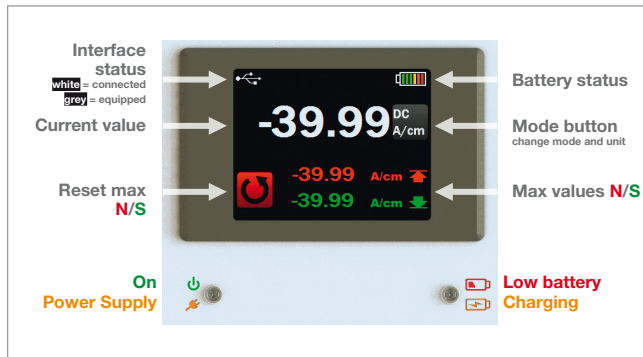 Interface
status
white = connected
grey = equipped
Current value
Reset max
N/S
On
Power Supply
-39.99
DC
A/cm
-39.99 A/cm
-39.99 A/cm
Battery status
Mode button
change mode and unit
Max values N/S
Low battery
Charging